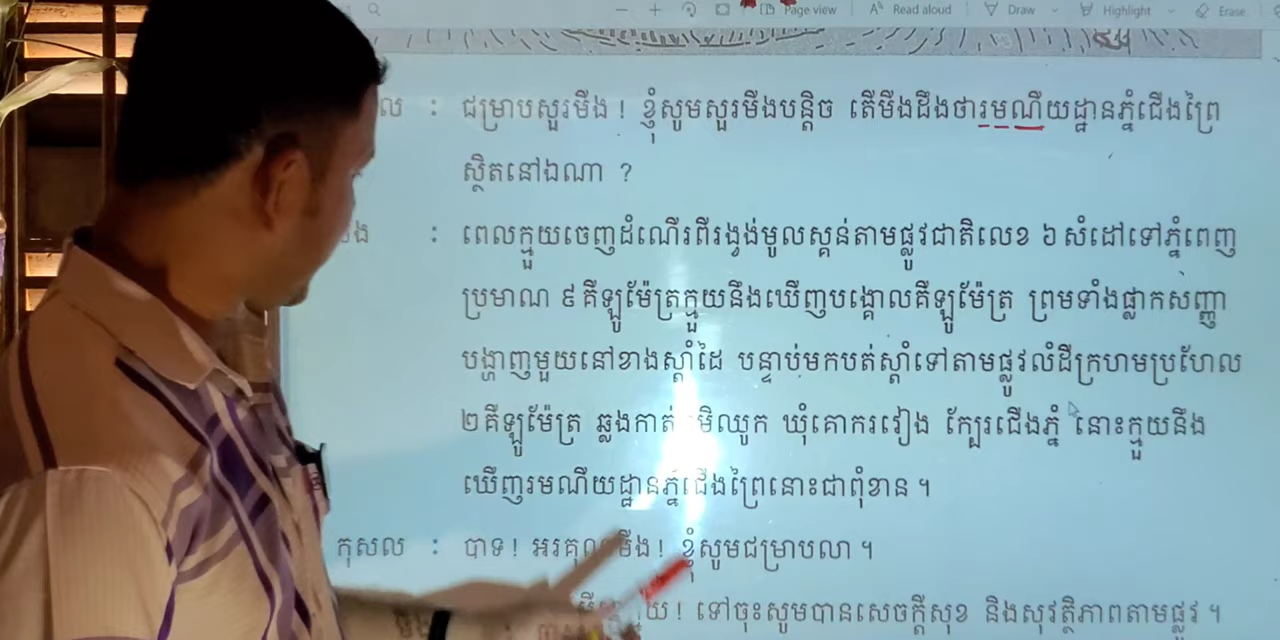 Page view Read aloud Draw Highlight Erase
ល : ជម្រាបសួរមីង ! ខ្ញុំសូមសួរមីងបន្តិច តើមីងដឹងថារមណីយដ្ឋានភ្នំជើងព្រៃ
ស្ថិតនៅឯណា ?
មីង : ពេលក្មួយចេញដំណើរពីរង្វង់មូលស្គន់តាមផ្លូវជាតិលេខ ៦ សំដៅទៅភ្នំពេញ
ប្រមាណ ៩ គីឡូម៉ែត្រក្មួយនឹងឃើញបង្គោលគីឡូម៉ែត្រ ព្រមទាំងផ្លាកសញ្ញា
បង្ហាញមួយនៅខាងស្ដាំដៃ បន្ទាប់មកបត់ស្ដាំទៅតាមផ្លូវលំដីក្រហមប្រហែល
២ គីឡូម៉ែត្រ ឆ្លងកាត់ ឈូក ឃុំគោករវៀង ក្បែរជើងភ្នំ នោះក្មួយនឹង
ឃើញរមណីយដ្ឋានភ្នំជើងព្រៃនោះជាពុំខាន ។
កុសល : បាទ ! អរគុណមីង ! ខ្ញុំសូមជម្រាបលា ។
! ទៅចុះសូមបានសេចក្ដីសុខ និងសុវត្ថិភាពតាមផ្លូវ ។